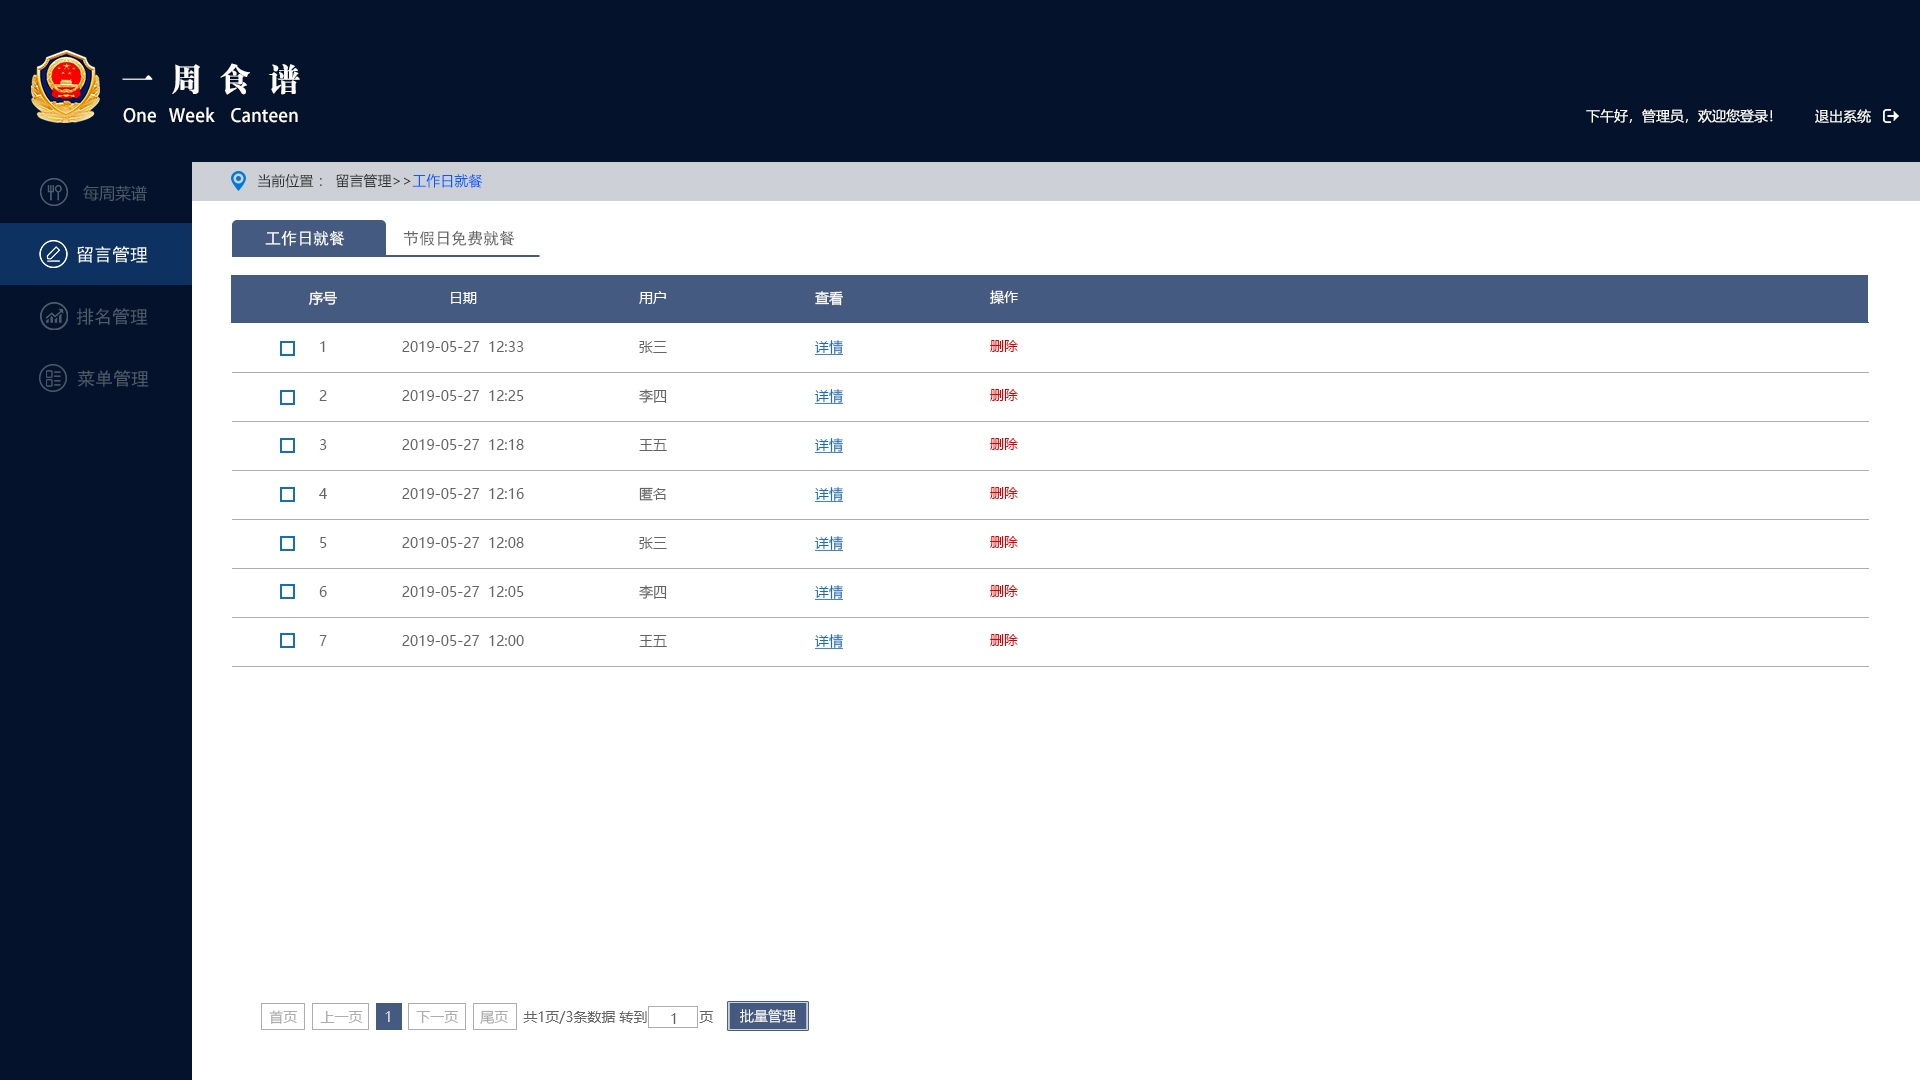 一周食谱
One Week Canteen
下午好，管理员，欢迎您登录！ 退出系统
每周菜谱
留言管理
排名管理
菜单管理
当前位置： 留言管理>>工作日就餐
工作日就餐 节假日免费就餐
序号 日期 用户 查看 操作
1 2019-05-27 12:33 张三 详情 删除
2 2019-05-27 12:25 李四 详情 删除
3 2019-05-27 12:18 王五 详情 删除
4 2019-05-27 12:16 匿名 详情 删除
5 2019-05-27 12:08 张三 详情 删除
6 2019-05-27 12:05 李四 详情 删除
7 2019-05-27 12:00 王五 详情 删除
首页 上一页 1 下一页 尾页 共1页/3条数据 转到 1 页 批量管理